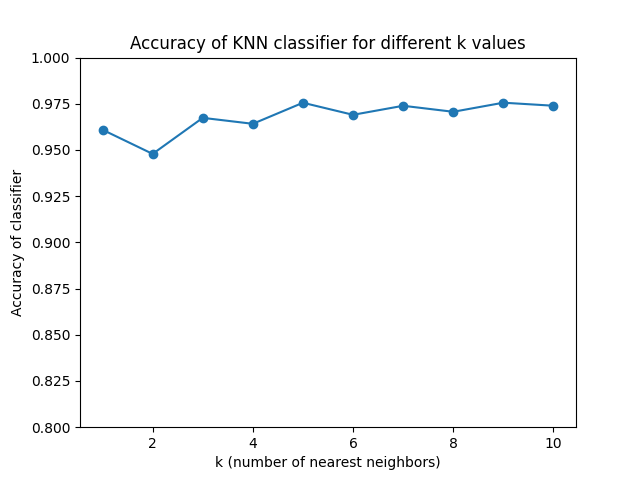 Accuracy of KNN classifier for different k values
1.000
0.975
0.950
0.925
0.900
0.875
0.850
0.825
0.800
Accuracy of classifier
2 4 6 8 10
k (number of nearest neighbors)